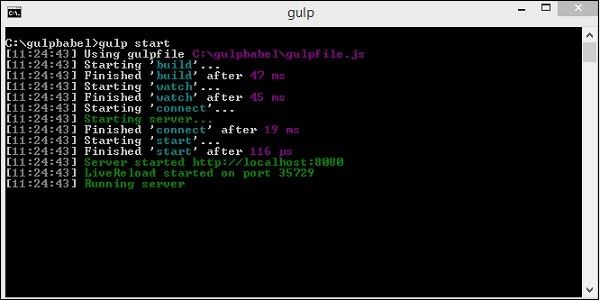 gulp
C:\gulpbabel>gulp start
[11:24:43] Using gulpfile C:\gulpbabel\gulpfile.js
[11:24:43] Starting 'build'...
[11:24:43] Finished 'build' after 47 ms
[11:24:43] Starting 'watch'...
[11:24:43] Finished 'watch' after 45 ms
[11:24:43] Starting 'connect'...
[11:24:43] Starting server...
[11:24:43] Finished 'connect' after 19 ms
[11:24:43] Starting 'start'...
[11:24:43] Finished 'start' after 116 μs
[11:24:43] Server started http://localhost:8080
[11:24:43] LiveReload started on port 35729
[11:24:43] Running server